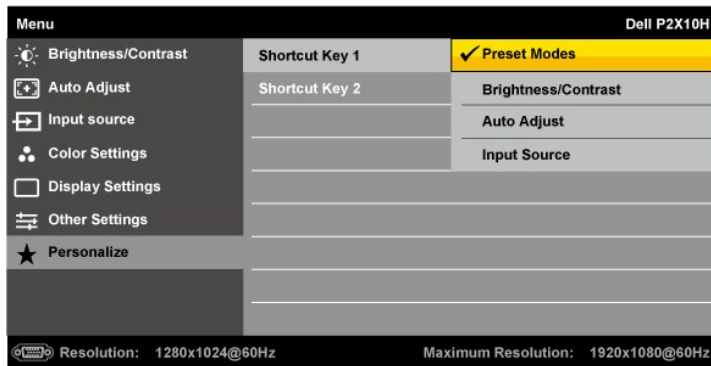 Menu Dell P2X10H
Brightness/Contrast Shortcut Key 1 Preset Modes
Auto Adjust Shortcut Key 2 Brightness/Contrast
Input source Auto Adjust
Color Settings Input Source
Display Settings
Other Settings
Personalize
Resolution: 1280x1024@60Hz Maximum Resolution: 1920x1080@60Hz